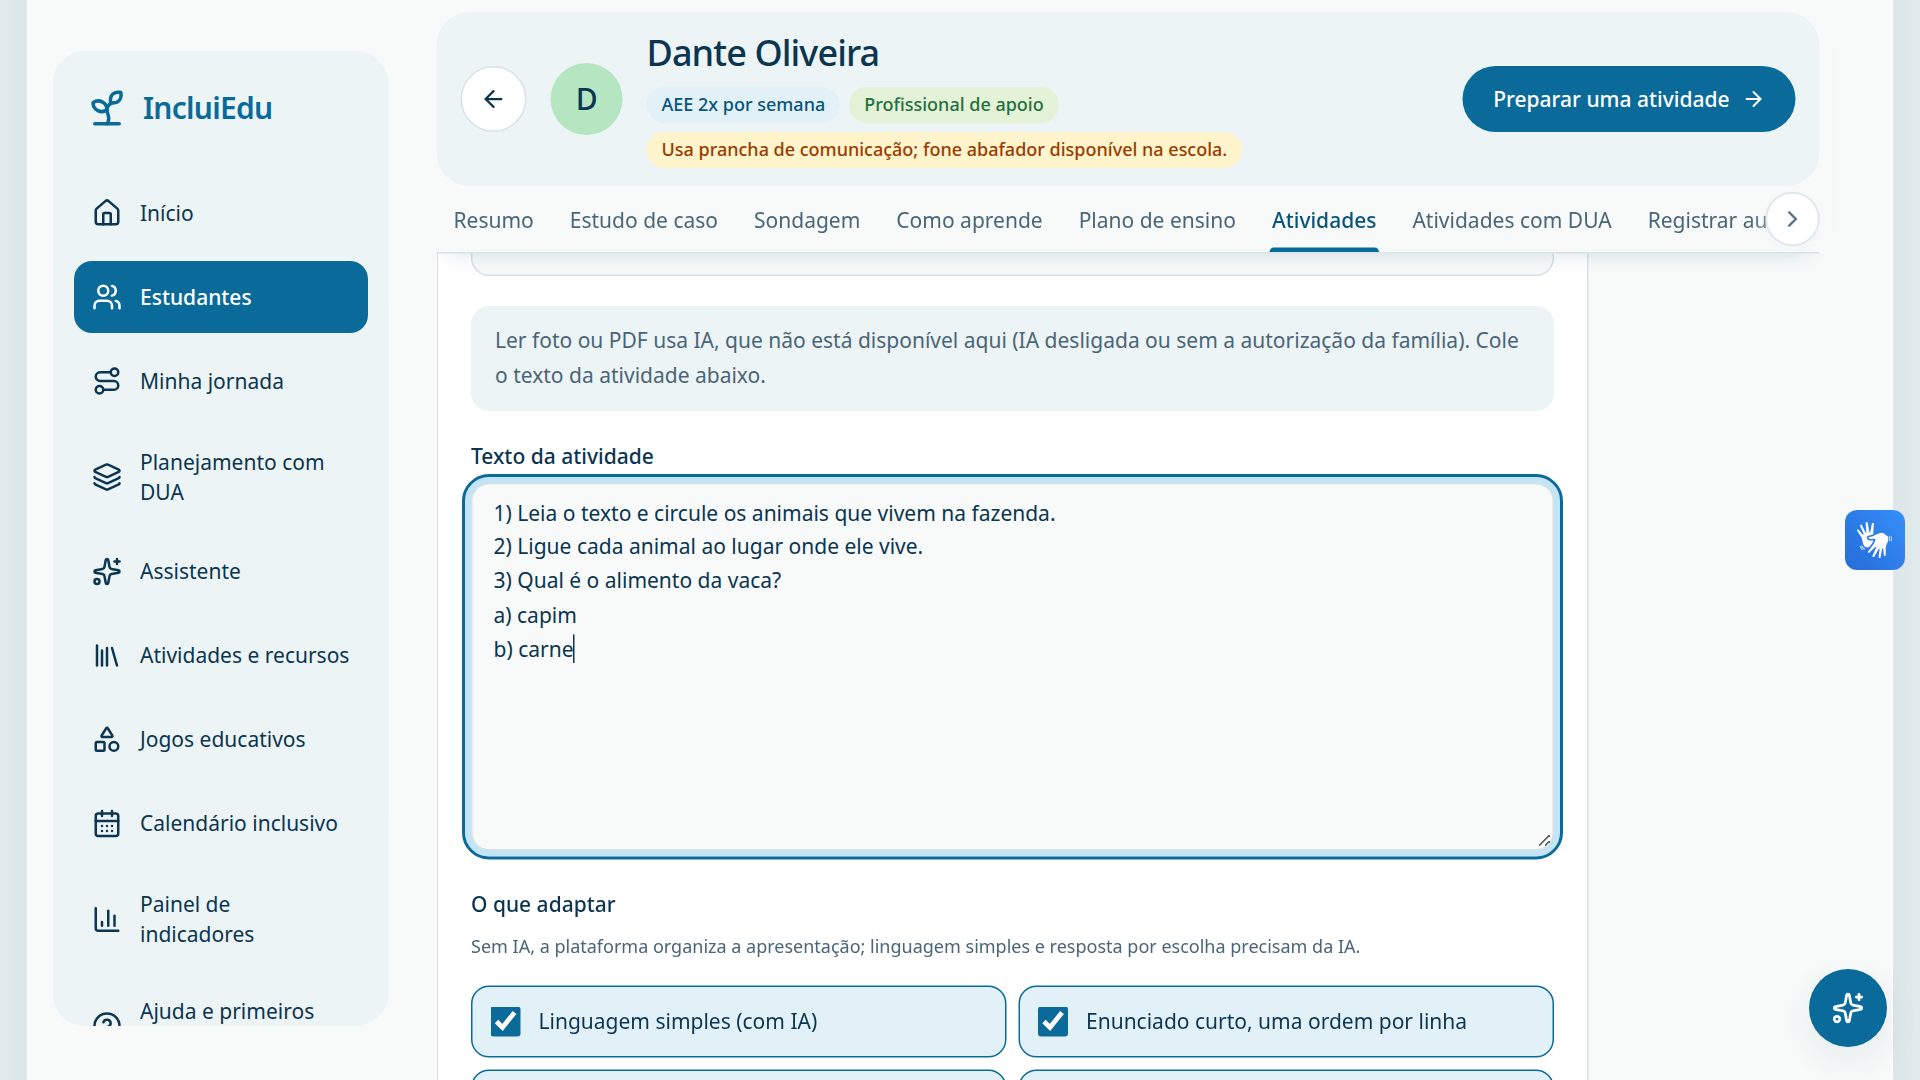 IncluiEdu
Início
Estudantes
Minha jornada
Planejamento com
DUA
Assistente
Atividades e recursos
Jogos educativos
Calendário inclusivo
Painel de
indicadores
Ajuda e primeiros
D
Dante Oliveira
AEE 2x por semana
Profissional de apoio
Usa prancha de comunicação; fone abafador disponível na escola.
Preparar uma atividade
Resumo
Estudo de caso
Sondagem
Como aprende
Plano de ensino
Atividades
Atividades com DUA
Registrar au
Ler foto ou PDF usa IA, que não está disponível aqui (IA desligada ou sem a autorização da família). Cole
o texto da atividade abaixo.
Texto da atividade
1) Leia o texto e circule os animais que vivem na fazenda.
2) Ligue cada animal ao lugar onde ele vive.
3) Qual é o alimento da vaca?
a) capim
b) carne
O que adaptar
Sem IA, a plataforma organiza a apresentação; linguagem simples e resposta por escolha precisam da IA.
Linguagem simples (com IA)
Enunciado curto, uma ordem por linha